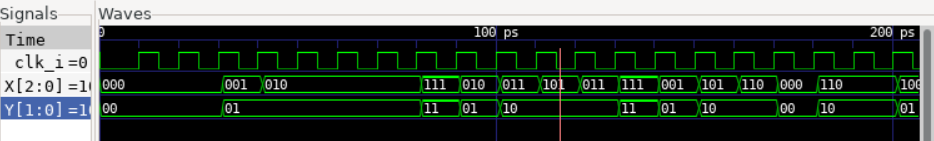 Signals
Waves
Time
0 100 ps 200 ps
clk_i =0
X[2:0] =1
000 001 010 111 010 011 101 011 111 001 101 110 000 110 100
Y[1:0] =1
00 01 11 01 10 11 01 10 00 10 01